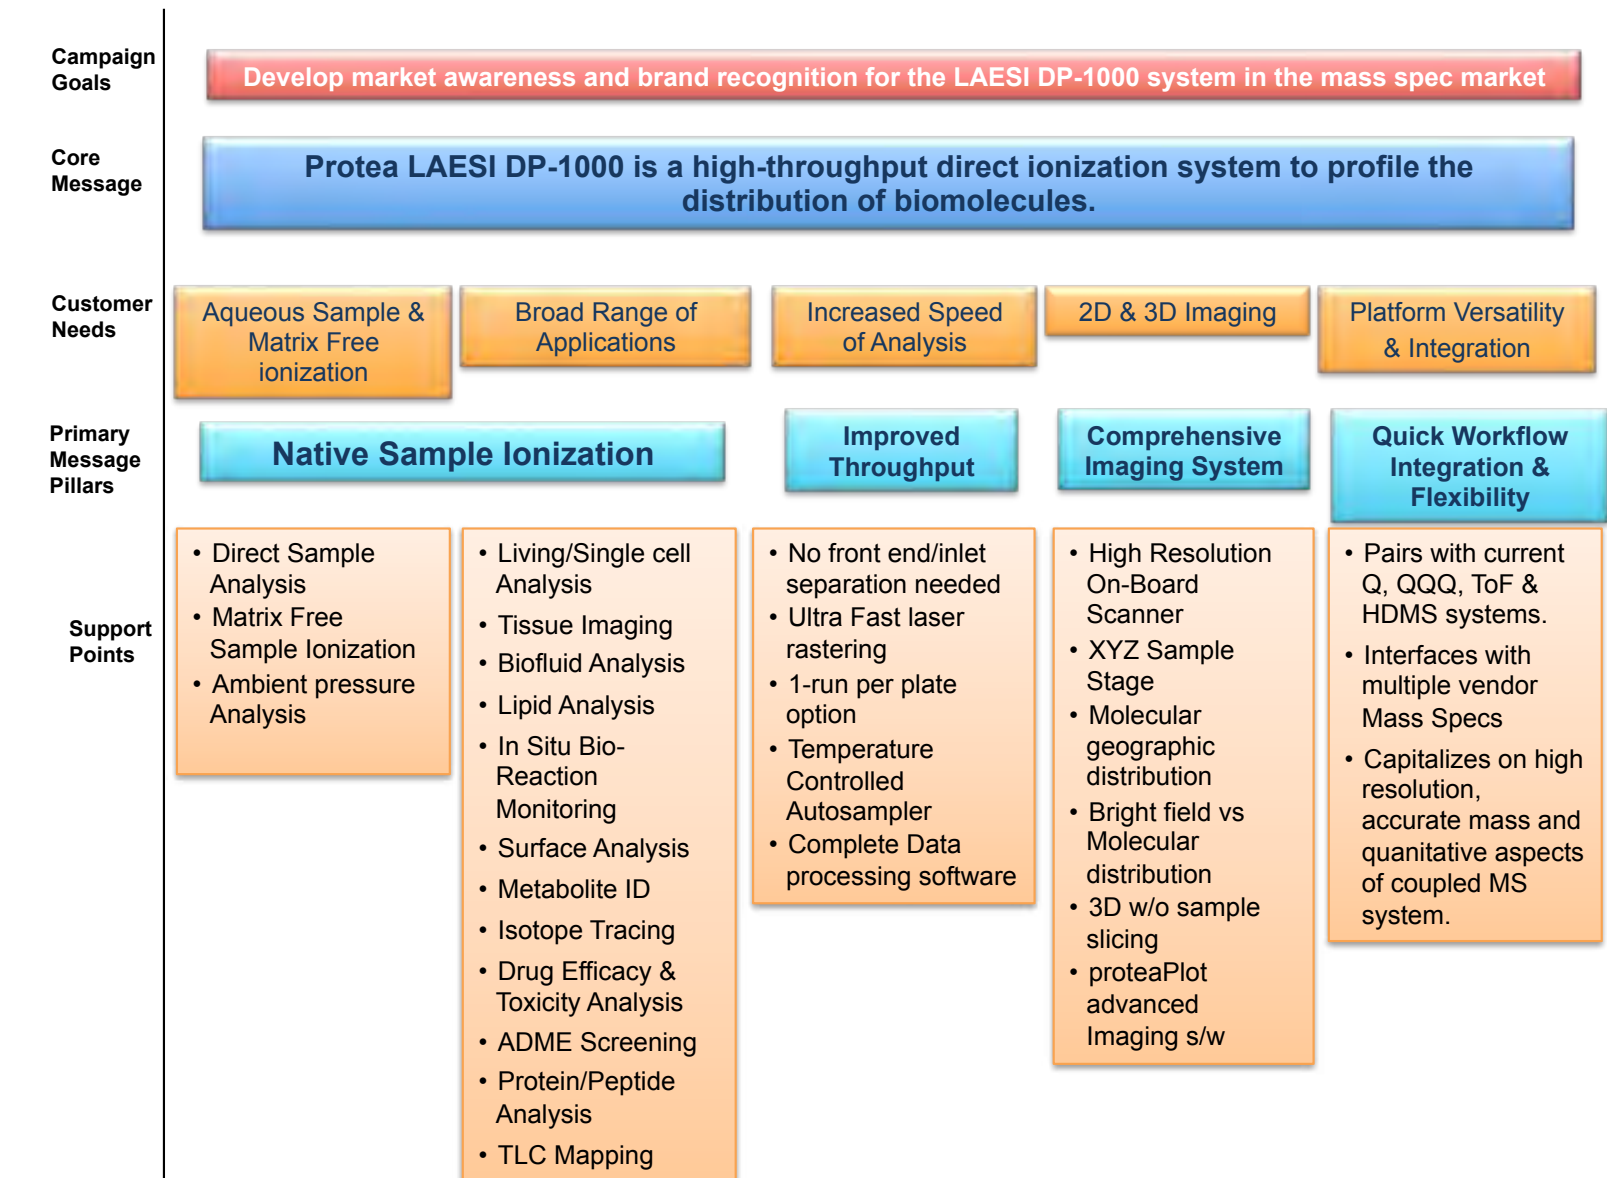 Campaign
Goals
Develop market awareness and brand recognition for the LAESI DP-1000 system in the mass spec market
Core
Message
Protea LAESI DP-1000 is a high-throughput direct ionization system to profile the
distribution of biomolecules.
Customer
Needs
Aqueous Sample &
Matrix Free
ionization
Broad Range of
Applications
Increased Speed
of Analysis
2D & 3D Imaging
Platform Versatility
& Integration
Primary
Message
Pillars
Native Sample Ionization
Improved
Throughput
Comprehensive
Imaging System
Quick Workflow
Integration &
Flexibility
Support
Points
• Direct Sample
Analysis
• Matrix Free
Sample Ionization
• Ambient pressure
Analysis
• Living/Single cell
Analysis
• Tissue Imaging
• Biofluid Analysis
• Lipid Analysis
• In Situ Bio-
Reaction
Monitoring
• Surface Analysis
• Metabolite ID
• Isotope Tracing
• Drug Efficacy &
Toxicity Analysis
• ADME Screening
• Protein/Peptide
Analysis
• TLC Mapping
• No front end/inlet
separation needed
• Ultra Fast laser
rastering
• 1-run per plate
option
• Temperature
Controlled
Autosampler
• Complete Data
processing software
• High Resolution
On-Board
Scanner
• XYZ Sample
Stage
• Molecular
geographic
distribution
• Bright field vs
Molecular
distribution
• 3D w/o sample
slicing
• proteaPlot
advanced
Imaging s/w
• Pairs with current
Q, QQQ, ToF &
HDMS systems.
• Interfaces with
multiple vendor
Mass Specs
• Capitalizes on high
resolution,
accurate mass and
quanitative aspects
of coupled MS
system.